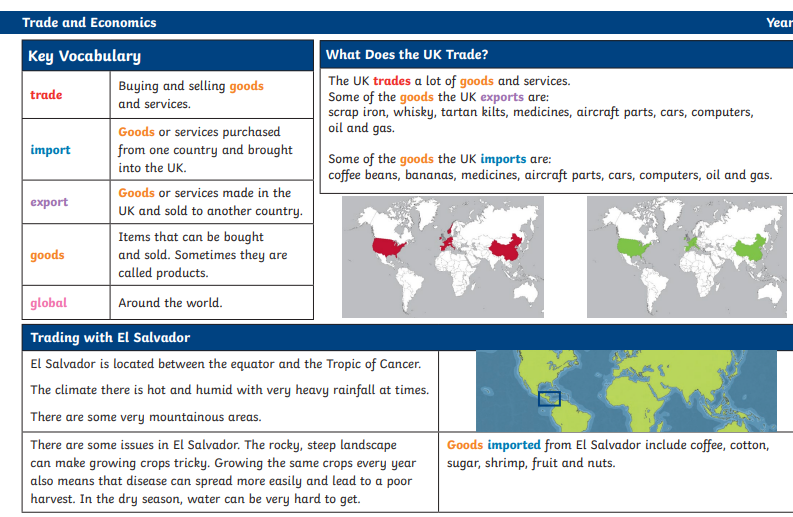 Trade and Economics
Year
Key Vocabulary
trade
Buying and selling goods
and services.
import
Goods or services purchased
from one country and brought
into the UK.
export
Goods or services made in the
UK and sold to another country.
goods
Items that can be bought
and sold. Sometimes they are
called products.
global
Around the world.
What Does the UK Trade?
The UK trades a lot of goods and services.
Some of the goods the UK exports are:
scrap iron, whisky, tartan kilts, medicines, aircraft parts, cars, computers,
oil and gas.
Some of the goods the UK imports are:
coffee beans, bananas, medicines, aircraft parts, cars, computers, oil and gas.
Trading with El Salvador
El Salvador is located between the equator and the Tropic of Cancer.
The climate there is hot and humid with very heavy rainfall at times.
There are some very mountainous areas.
There are some issues in El Salvador. The rocky, steep landscape
can make growing crops tricky. Growing the same crops every year
also means that disease can spread more easily and lead to a poor
harvest. In the dry season, water can be very hard to get.
Goods imported from El Salvador include coffee, cotton,
sugar, shrimp, fruit and nuts.